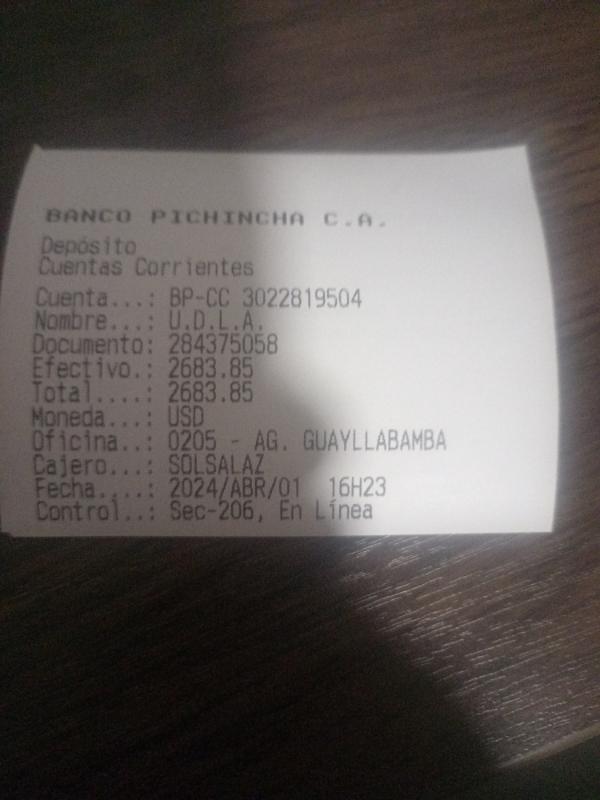 BANCO PICHINCHA C.A.
Depósito
Cuentas Corrientes
Cuenta...: BP-CC 3022819504
Nombre...: U.D.L.A.
Documento: 284375058
Efectivo.: 2683.85
Total....: 2683.85
Moneda...: USD
Oficina..: 0205 - AG. GUAYLLABAMBA
Cajero...: SOLSALAZ
Fecha....: 2024/ABR/01 16H23
Control..: Sec-206, En Línea